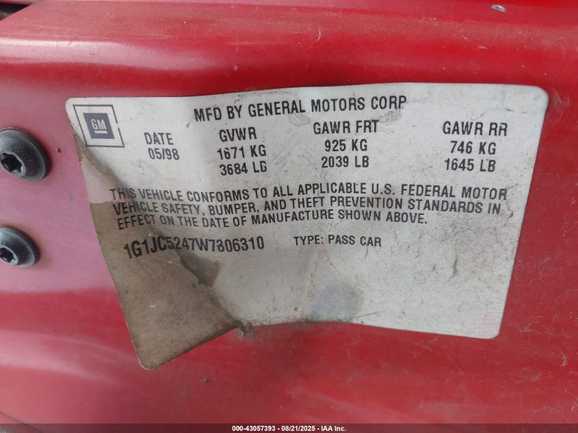 MFD BY GENERAL MOTORS CORP
GM
DATE GVWR GAWR FRT GAWR RR
05/98 1671 KG 925 KG 746 KG
3684 LG 2039 LB 1645 LB
THIS VEHICLE CONFORMS TO ALL APPLICABLE U.S. FEDERAL MOTOR
VEHICLE SAFETY, BUMPER, AND THEFT PREVENTION STANDARDS IN
EFFECT ON THE DATE OF MANUFACTURE SHOWN ABOVE.
1G1JC5247W7306310 TYPE: PASS CAR
000-43057393 - 08/21/2025 - IAA Inc.